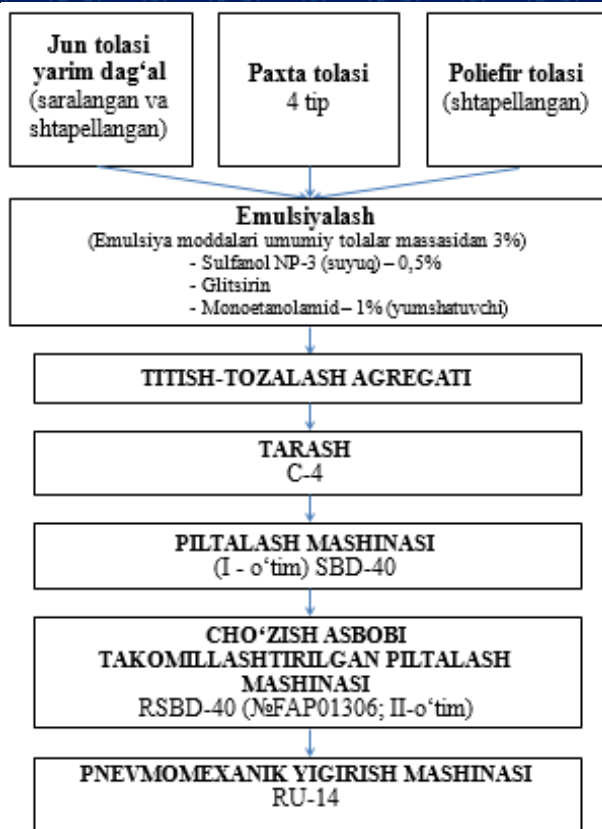 Jun tolasi
yarim dag‘al
(saralangan va
shtapellangan)
Paxta tolasi
4 tip
Poliefir tolasi
(shtapellangan)
Emulsiyalash
(Emulsiya moddalari umumiy tolalar massasidan 3%)
- Sulfanol NP-3 (suyuq) – 0,5%
- Glitsirin
- Monoetanolamid – 1% (yumshatuvchi)
TITISH-TOZALASH AGREGATI
TARASH
C-4
PILTALASH MASHINASI
(I - o‘tim) SBD-40
CHO‘ZISH ASBOBI
TAKOMILLASHTIRILGAN PILTALASH
MASHINASI
RSBD-40 (№FAP01306; II-o‘tim)
PNEVMOMEXANIK YIGIRISH MASHINASI
RU-14